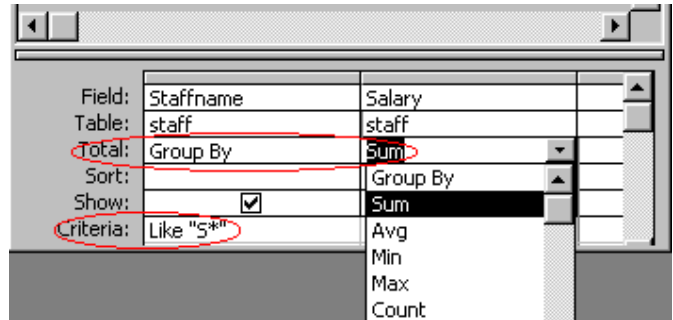 Field: Staffname Salary
Table: staff staff
Total: Group By Sum
Sort: Group By
Show: Sum
Criteria: Like "S*" Avg
Min
Max
Count